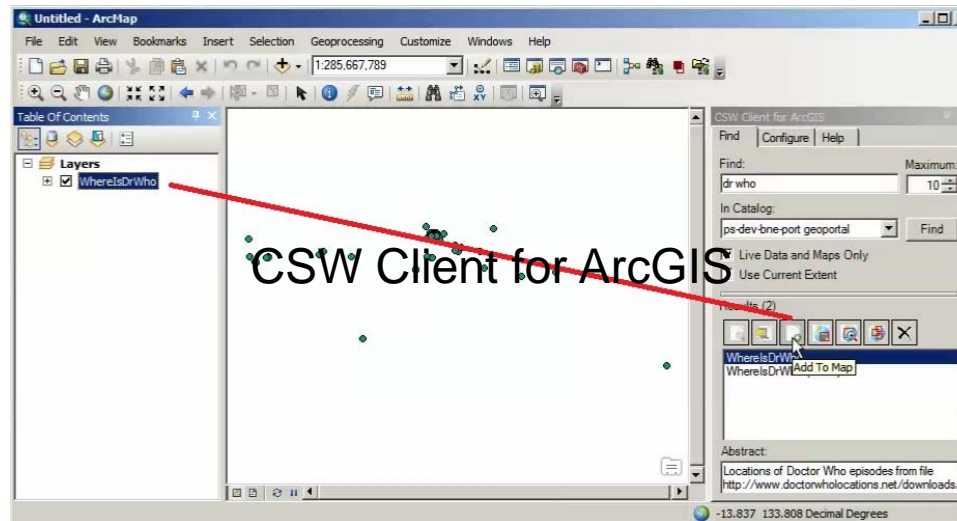 Untitled - ArcMap
File Edit View Bookmarks Insert Selection Geoprocessing Customize Windows Help
1:285,667,789
Table Of Contents
Layers
WhereIsDrWho
CSW Client for ArcGIS
CSW Client for ArcGIS
Find Configure Help
Find: Maximum:
dr who 10
In Catalog:
ps-dev-bne-port geoportal Find
Live Data and Maps Only
Use Current Extent
Results (2)
WhereIsDrWho
WhereIsDrWh
Add To Map
Abstract:
Locations of Doctor Who episodes from file
http://www.doctorwholocations.net/downloads.
-13.837 133.808 Decimal Degrees